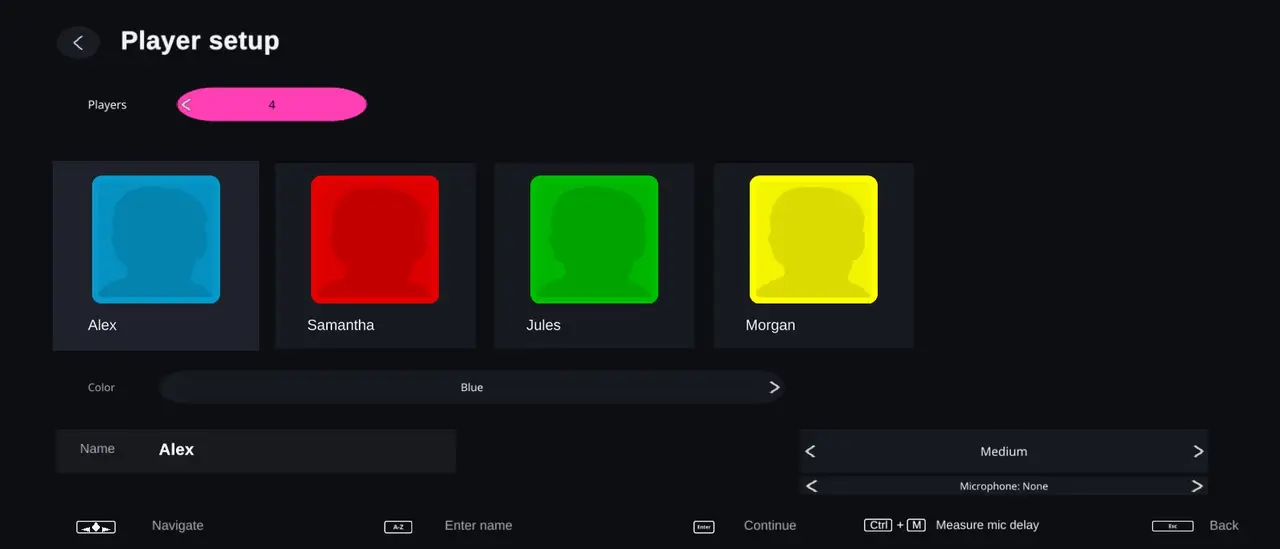 Player setup
Players 4
Alex Samantha Jules Morgan
Color Blue
Name Alex
Medium
Microphone: None
Navigate A-Z Enter name Enter Continue Ctrl + M Measure mic delay Esc Back